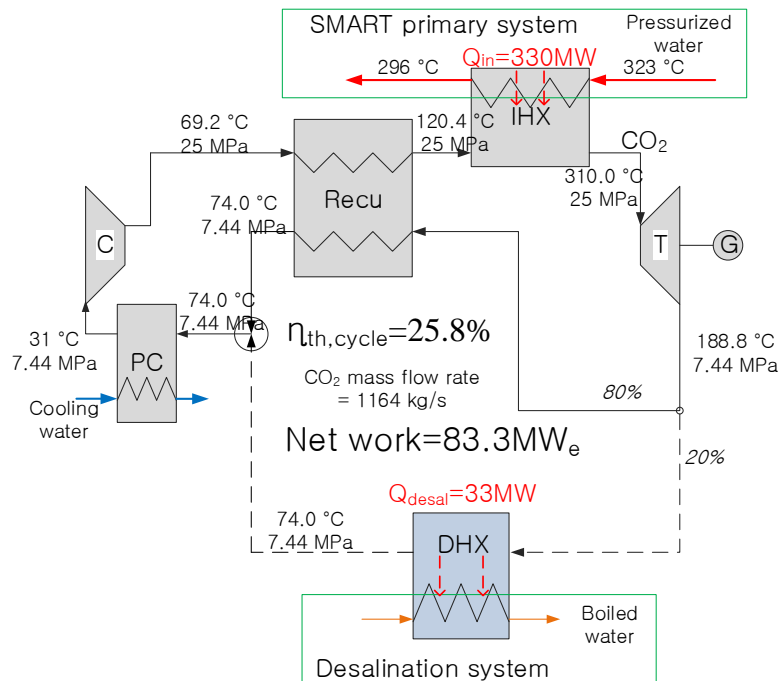 SMART primary system
Pressurized
water
Qin=330MW
296 °C
323 °C
IHX
69.2 °C
25 MPa
120.4 °C
25 MPa
CO2
310.0 °C
25 MPa
Recu
74.0 °C
7.44 MPa
C
T
G
74.0 °C
7.44 MPa
31 °C
7.44 MPa
PC
Cooling
water
ηth,cycle=25.8%
CO2 mass flow rate
= 1164 kg/s
Net work=83.3MWe
188.8 °C
7.44 MPa
80%
20%
Qdesal=33MW
74.0 °C
7.44 MPa
DHX
Boiled
water
Desalination system